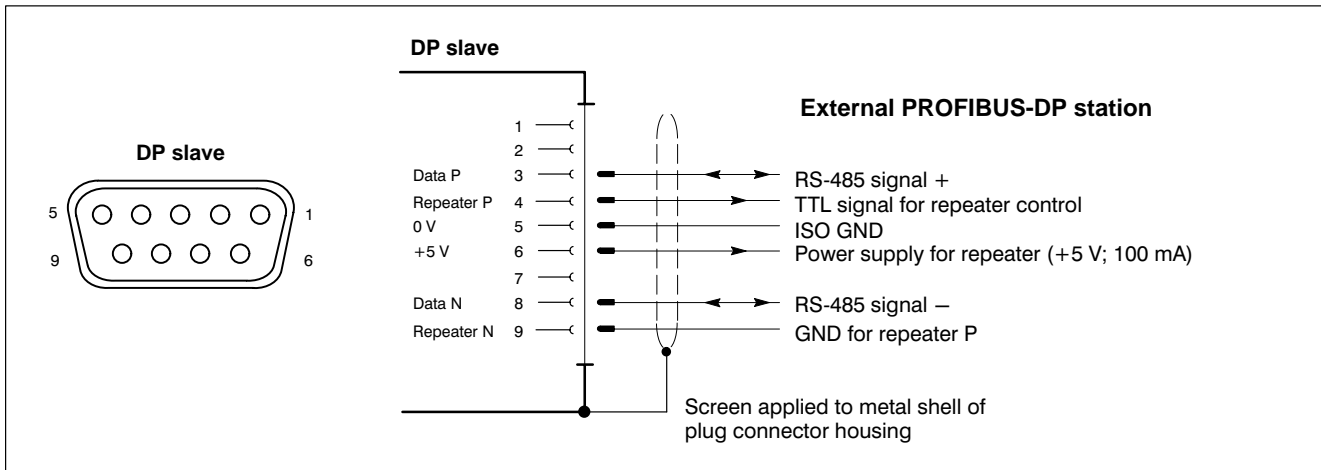 DP slave
External PROFIBUS-DP station
DP slave
5
1
9
6
1
2
Data P 3 RS-485 signal +
Repeater P 4 TTL signal for repeater control
0 V 5 ISO GND
+5 V 6 Power supply for repeater (+5 V; 100 mA)
7
Data N 8 RS-485 signal −
Repeater N 9 GND for repeater P
Screen applied to metal shell of
plug connector housing